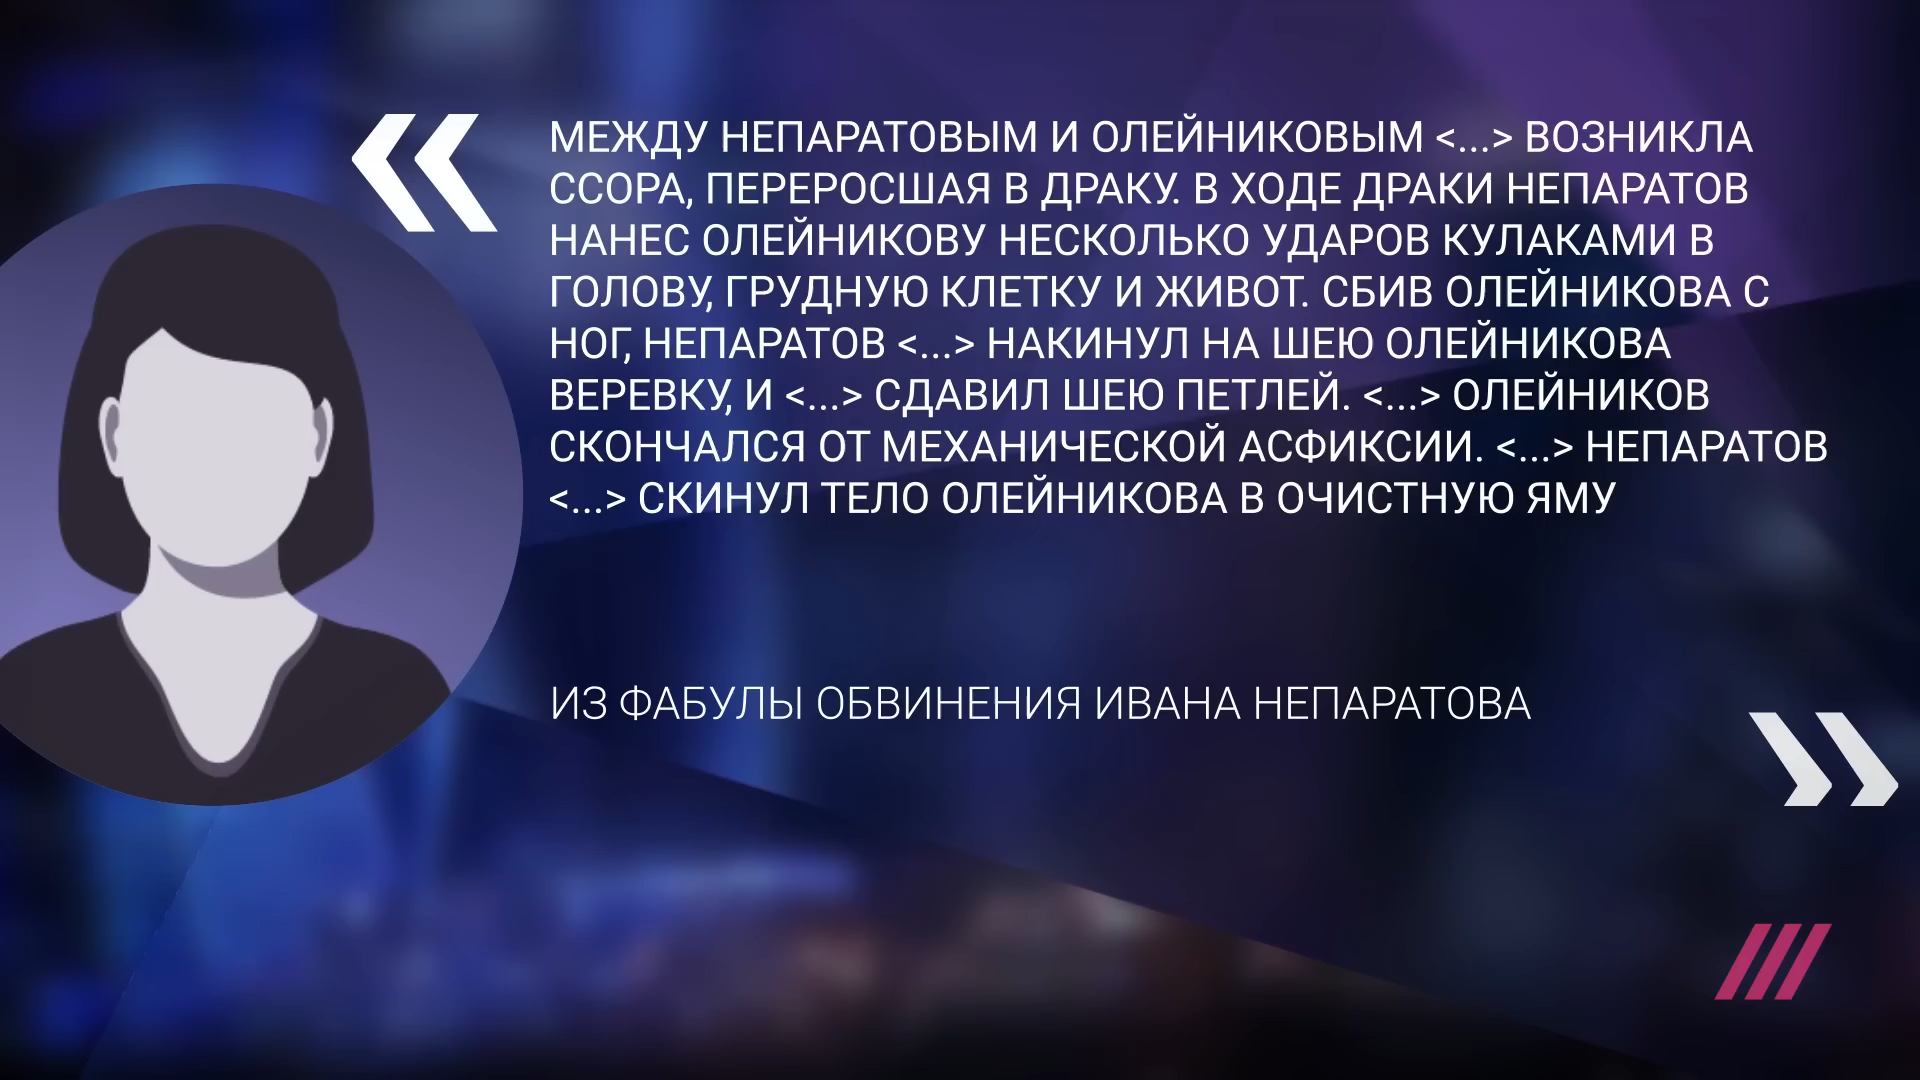 «
МЕЖДУ НЕПАРАТОВЫМ И ОЛЕЙНИКОВЫМ <...> ВОЗНИКЛА
ССОРА, ПЕРЕРОСШАЯ В ДРАКУ. В ХОДЕ ДРАКИ НЕПАРАТОВ
НАНЕС ОЛЕЙНИКОВУ НЕСКОЛЬКО УДАРОВ КУЛАКАМИ В
ГОЛОВУ, ГРУДНУЮ КЛЕТКУ И ЖИВОТ. СБИВ ОЛЕЙНИКОВА С
НОГ, НЕПАРАТОВ <...> НАКИНУЛ НА ШЕЮ ОЛЕЙНИКОВА
ВЕРЕВКУ, И <...> СДАВИЛ ШЕЮ ПЕТЛЕЙ. <...> ОЛЕЙНИКОВ
СКОНЧАЛСЯ ОТ МЕХАНИЧЕСКОЙ АСФИКСИИ. <...> НЕПАРАТОВ
<...> СКИНУЛ ТЕЛО ОЛЕЙНИКОВА В ОЧИСТНУЮ ЯМУ
ИЗ ФАБУЛЫ ОБВИНЕНИЯ ИВАНА НЕПАРАТОВА
»